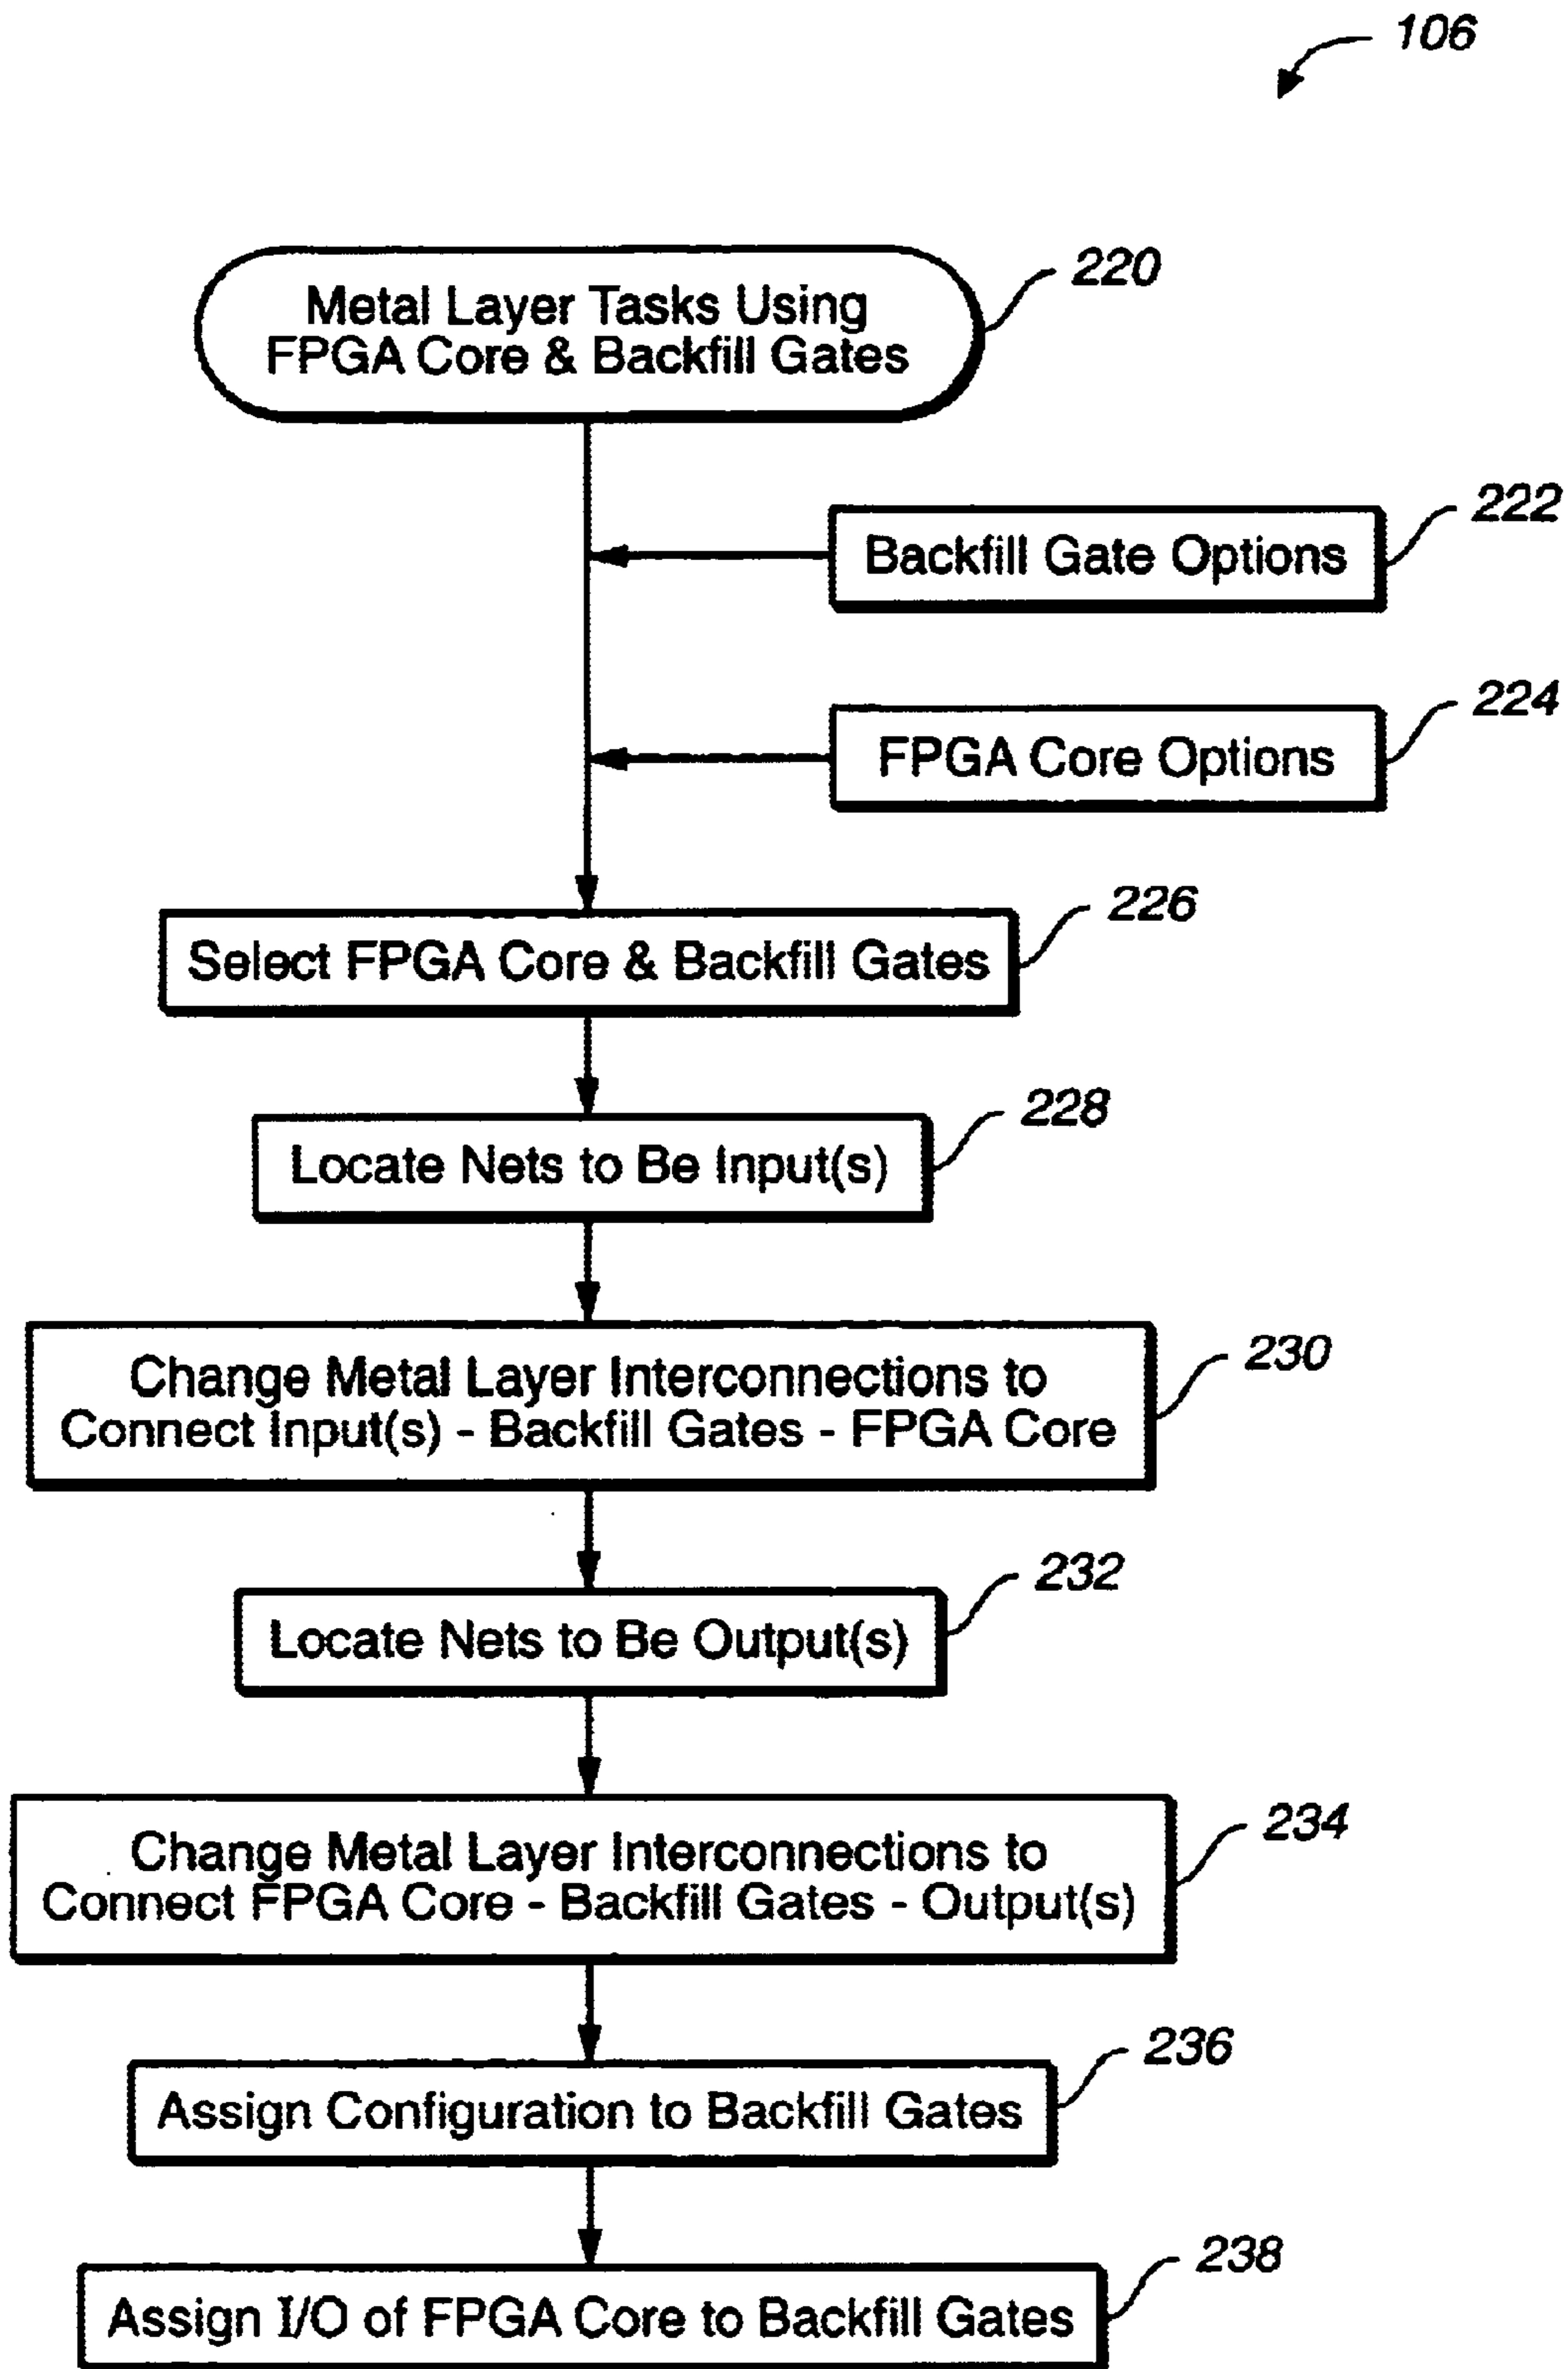 106
Metal Layer Tasks Using
FPGA Core & Backfill Gates
220
Backfill Gate Options
222
FPGA Core Options
224
Select FPGA Core & Backfill Gates
226
Locate Nets to Be Input(s)
228
Change Metal Layer Interconnections to
Connect Input(s) - Backfill Gates - FPGA Core
230
Locate Nets to Be Output(s)
232
Change Metal Layer Interconnections to
Connect FPGA Core - Backfill Gates - Output(s)
234
Assign Configuration to Backfill Gates
236
Assign I/O of FPGA Core to Backfill Gates
238